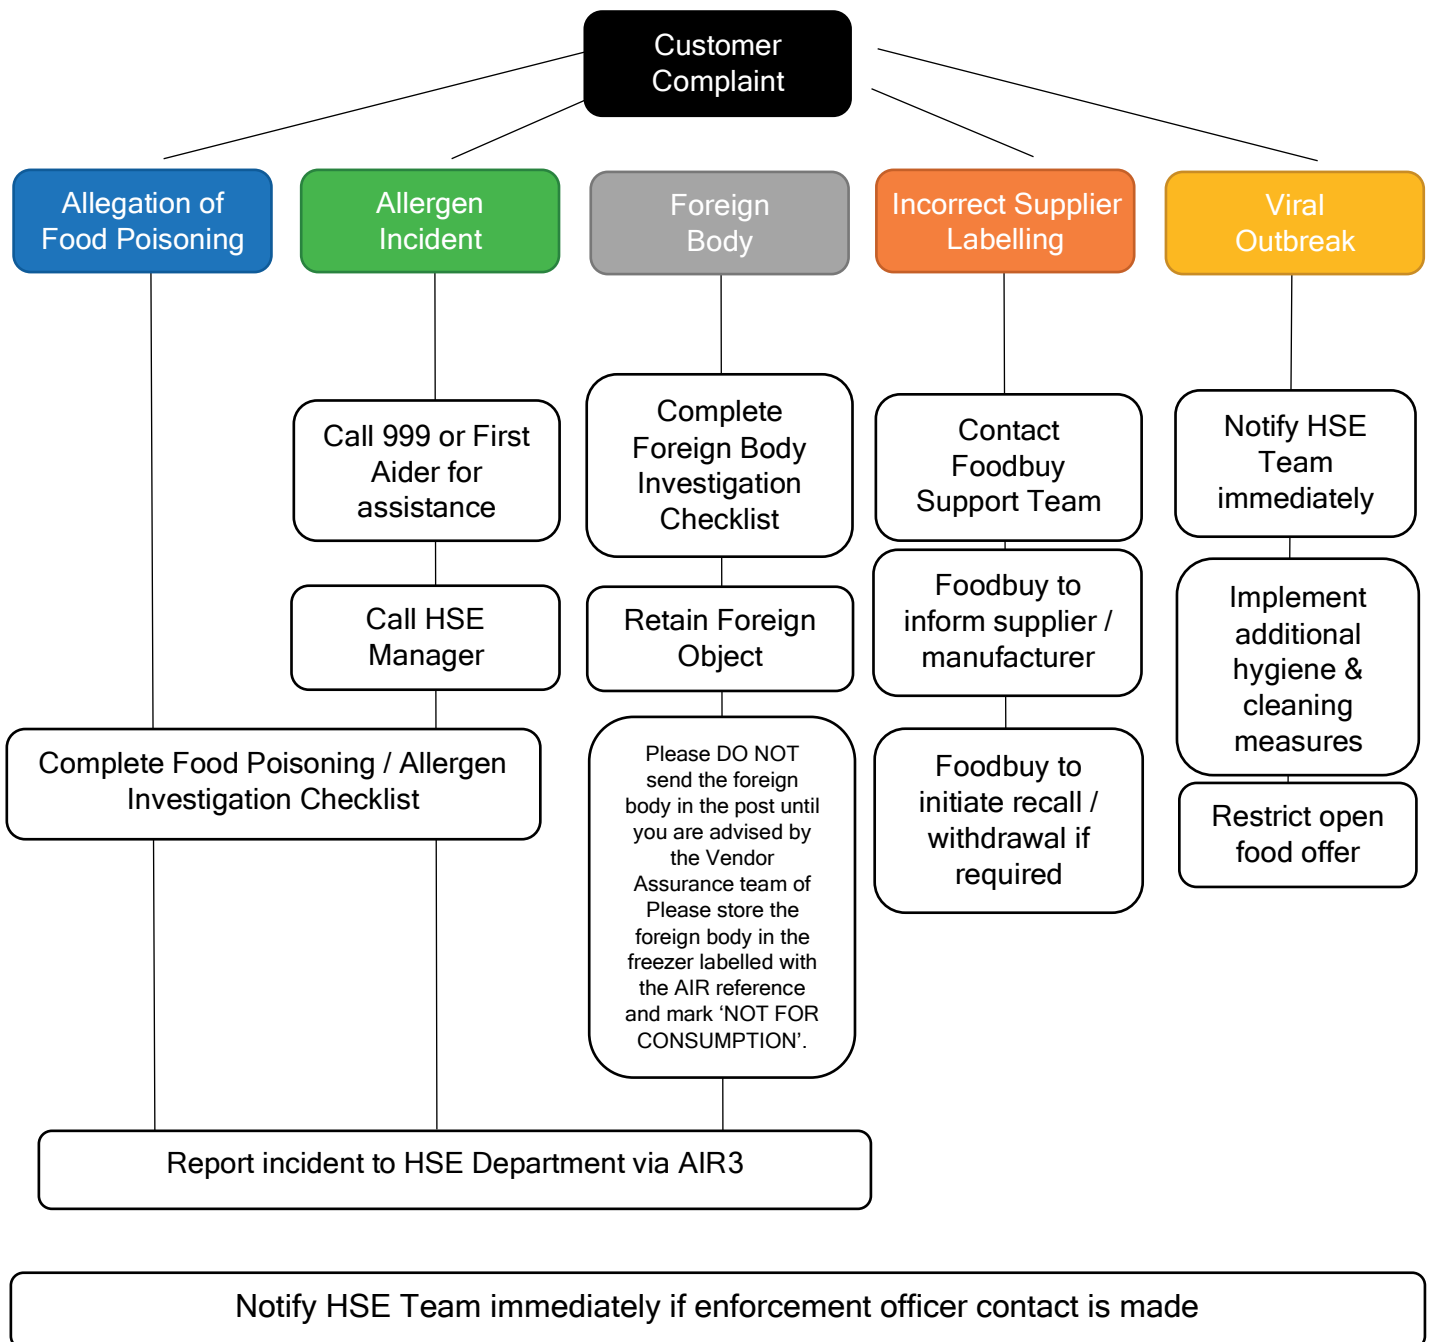 Customer
Complaint
Allegation of
Food Poisoning
Allergen
Incident
Foreign
Body
Incorrect Supplier
Labelling
Viral
Outbreak
Call 999 or First
Aider for
assistance
Call HSE
Manager
Complete Food Poisoning / Allergen
Investigation Checklist
Complete
Foreign Body
Investigation
Checklist
Retain Foreign
Object
Please DO NOT
send the foreign
body in the post until
you are advised by
the Vendor
Assurance team of
Please store the
foreign body in the
freezer labelled with
the AIR reference
and mark ‘NOT FOR
CONSUMPTION’.
Contact
Foodbuy
Support Team
Foodbuy to
inform supplier /
manufacturer
Foodbuy to
initiate recall /
withdrawal if
required
Notify HSE
Team
immediately
Implement
additional
hygiene &
cleaning
measures
Restrict open
food offer
Report incident to HSE Department via AIR3
Notify HSE Team immediately if enforcement officer contact is made